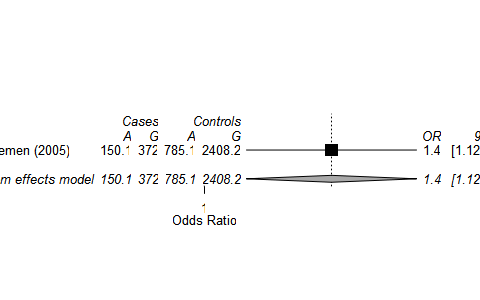 Cases Controls
A G A G OR 9
emen (2005) 150.1 372 785.1 2408.2 1.4 [1.12
m effects model 150.1 372 785.1 2408.2 1.4 [1.12
1
Odds Ratio